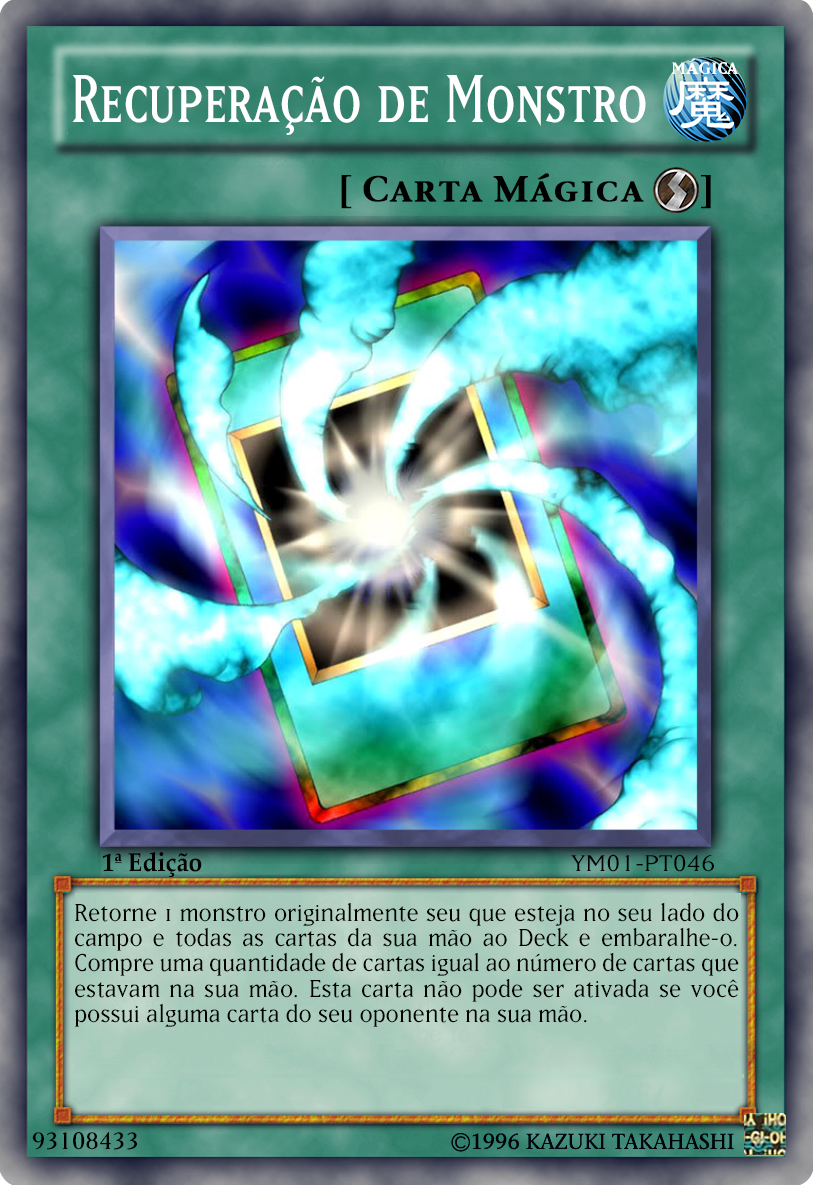 Recuperação de Monstro
MÁGICA
魔
[ Carta Mágica ]
1ª Edição
YM01-PT046
Retorne 1 monstro originalmente seu que esteja no seu lado do
campo e todas as cartas da sua mão ao Deck e embaralhe-o.
Compre uma quantidade de cartas igual ao número de cartas que
estavam na sua mão. Esta carta não pode ser ativada se você
possui alguma carta do seu oponente na sua mão.
93108433
©1996 KAZUKI TAKAHASHI